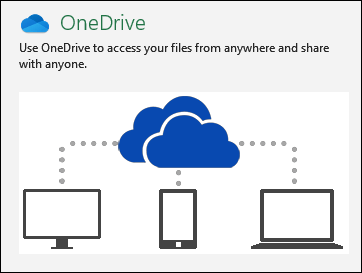 OneDrive
Use OneDrive to access your files from anywhere and share
with anyone.